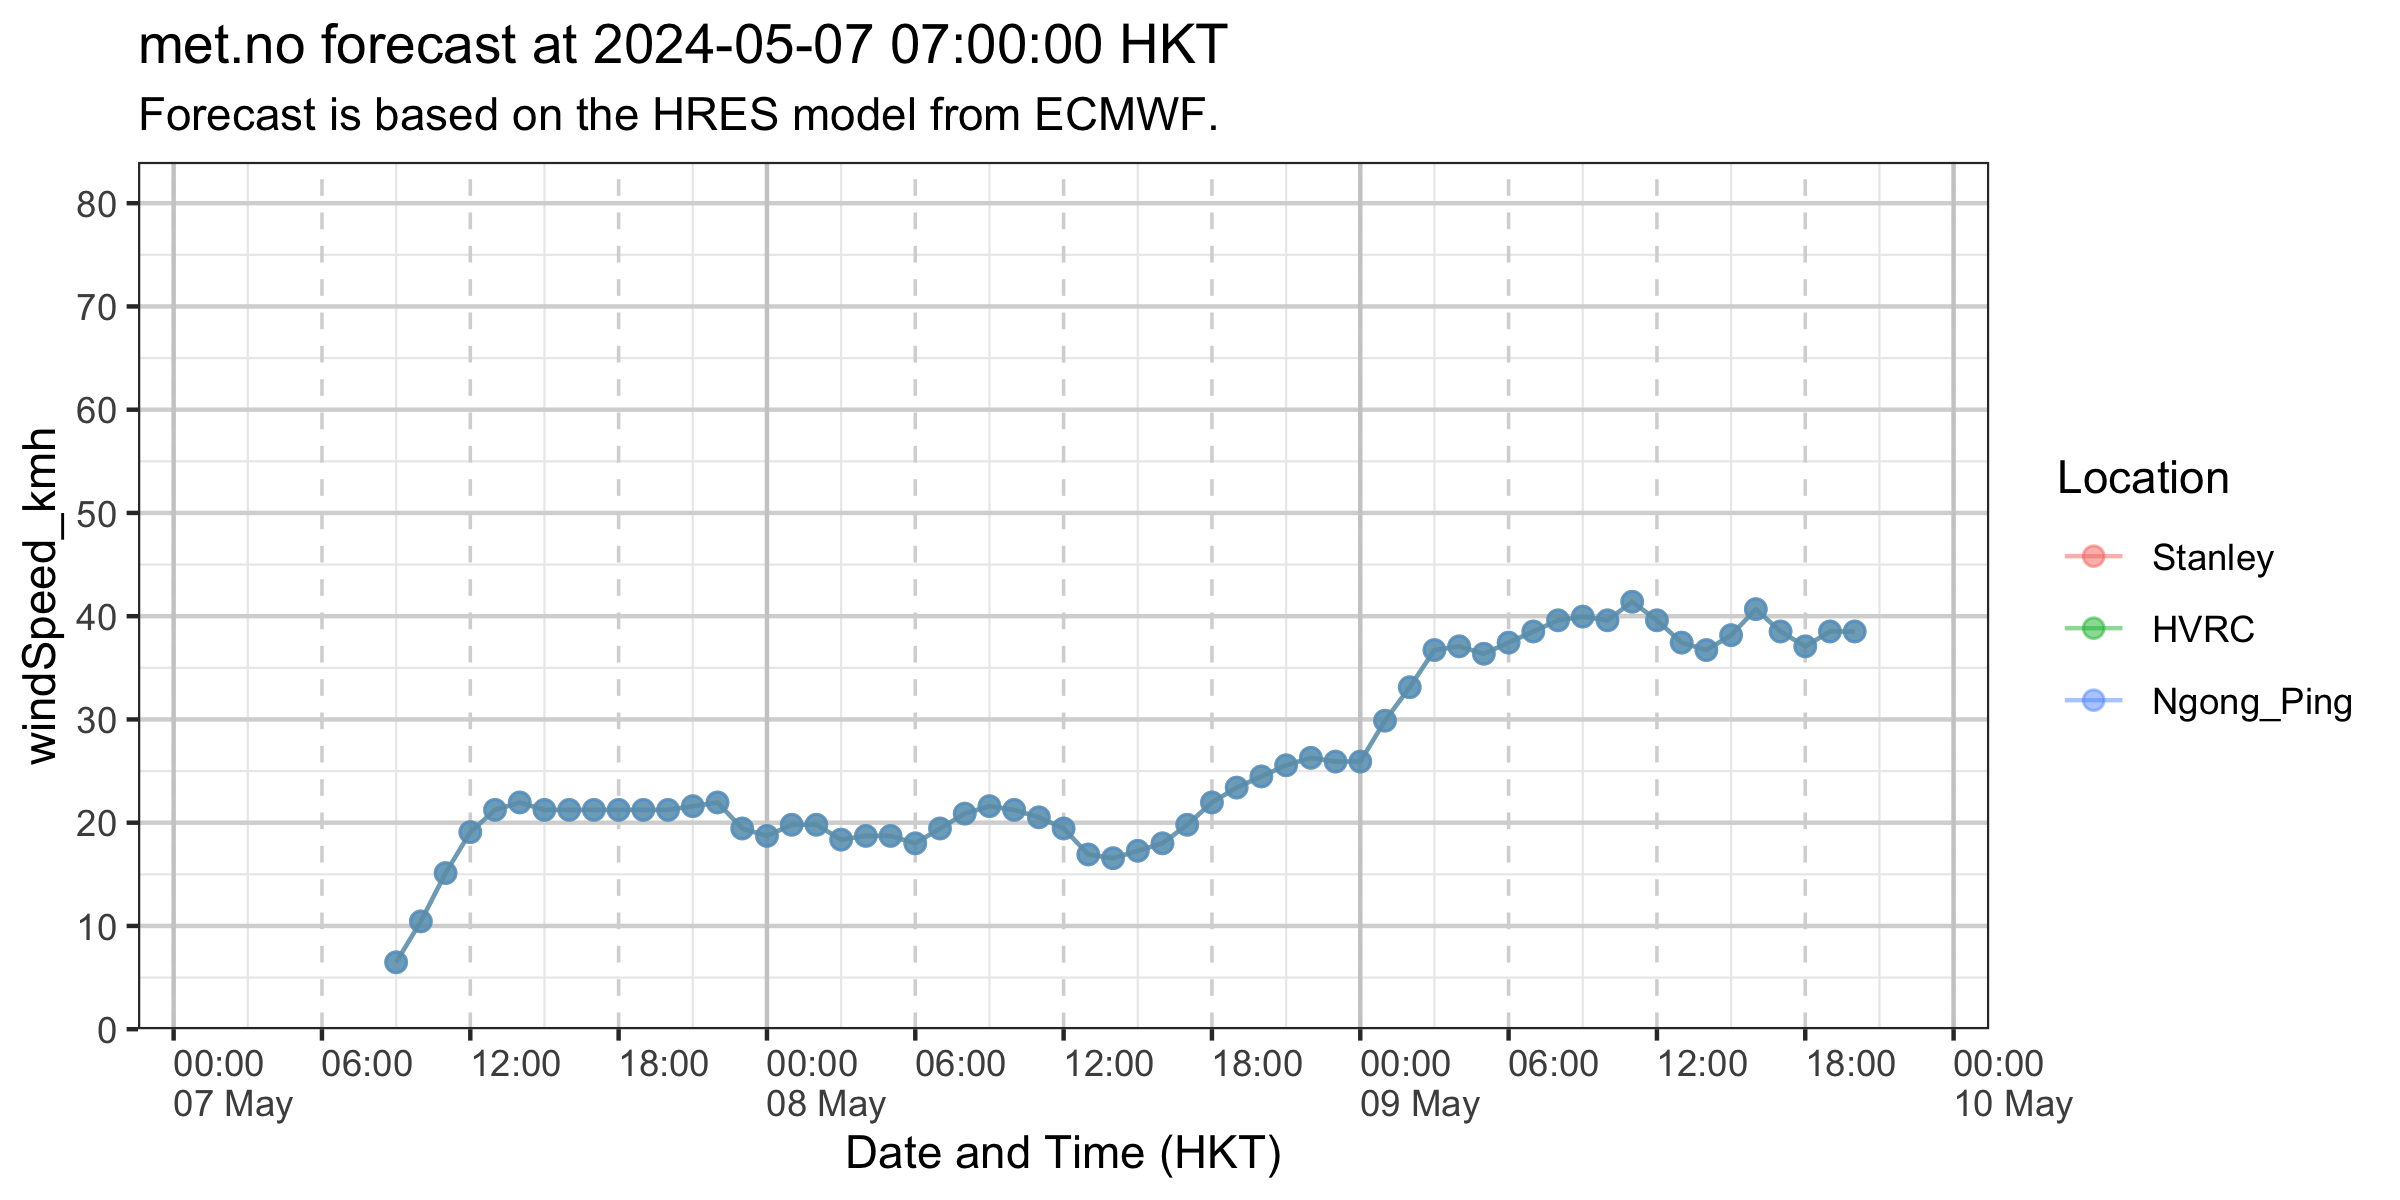 met.no forecast at 2024-05-07 07:00:00 HKT
Forecast is based on the HRES model from ECMWF.
windSpeed_kmh
80
70
60
50
40
30
20
10
0
00:00 06:00 12:00 18:00 00:00 06:00 12:00 18:00 00:00 06:00 12:00 18:00 00:00
07 May 08 May 09 May 10 May
Date and Time (HKT)
Location
Stanley
HVRC
Ngong_Ping